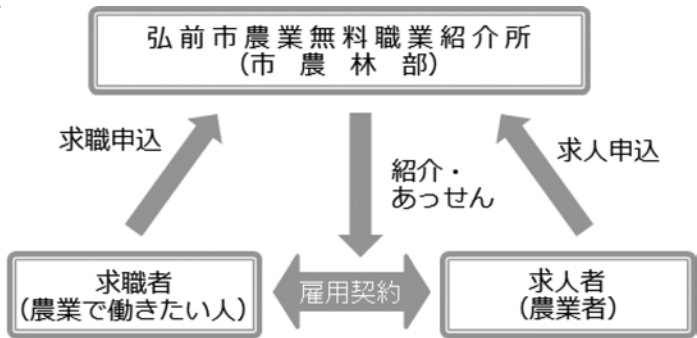 弘前市農業無料職業紹介所
（市　農　林　部）
求職申込
紹介・
あっせん
求人申込
求職者
（農業で働きたい人）
雇用契約
求人者
（農業者）